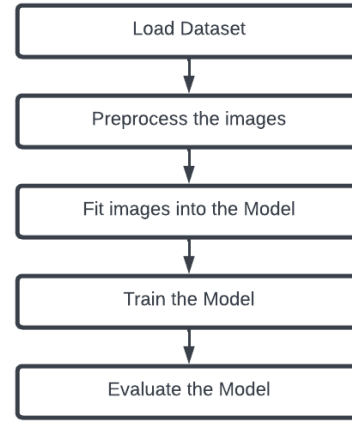 Load Dataset
Preprocess the images
Fit images into the Model
Train the Model
Evaluate the Model